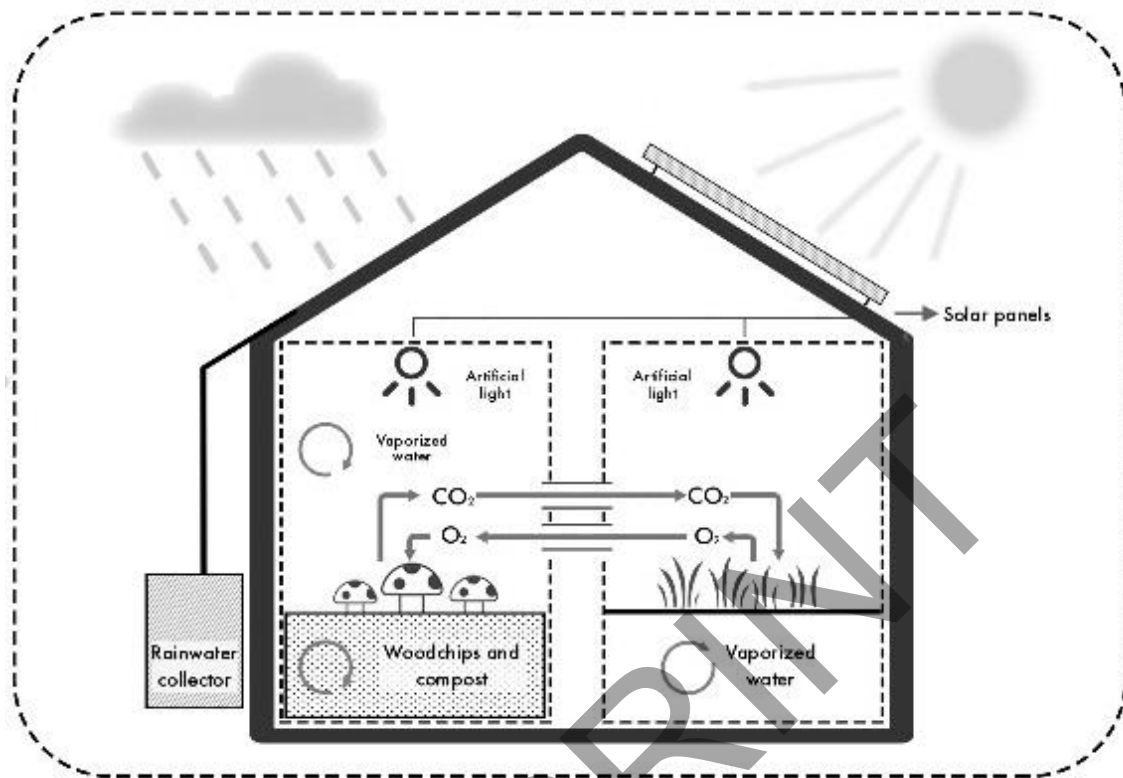 Solar panels
Artificial
light
Artificial
light
Vaporized
water
CO₂
CO₂
O₂
O₂
Rainwater
collector
Woodchips and
compost
Vaporized
water
RINT